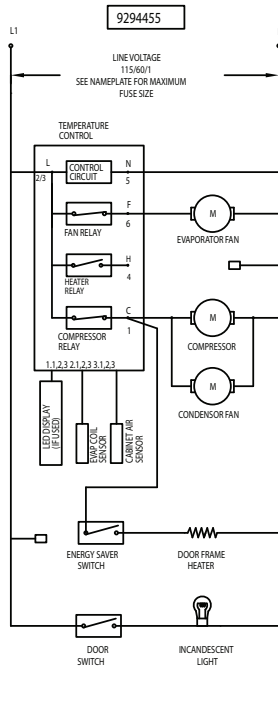 9294455
L1
LINE VOLTAGE
115/60/1
SEE NAMEPLATE FOR MAXIMUM
FUSE SIZE
TEMPERATURE
CONTROL
L
CONTROL
CIRCUIT
N
2/3
5
F
M
FAN RELAY
6
EVAPORATOR FAN
H
HEATER
RELAY
4
C
M
COMPRESSOR
RELAY
1
COMPRESSOR
1.1,2,3 2.1,2,3 3.1,2,3
M
LED DISPLAY
(IF USED)
EVAP COIL
SENSOR
CABINET AIR
SENSOR
CONDENSOR FAN
ENERGY SAVER
SWITCH
DOOR FRAME
HEATER
DOOR
SWITCH
INCANDESCENT
LIGHT